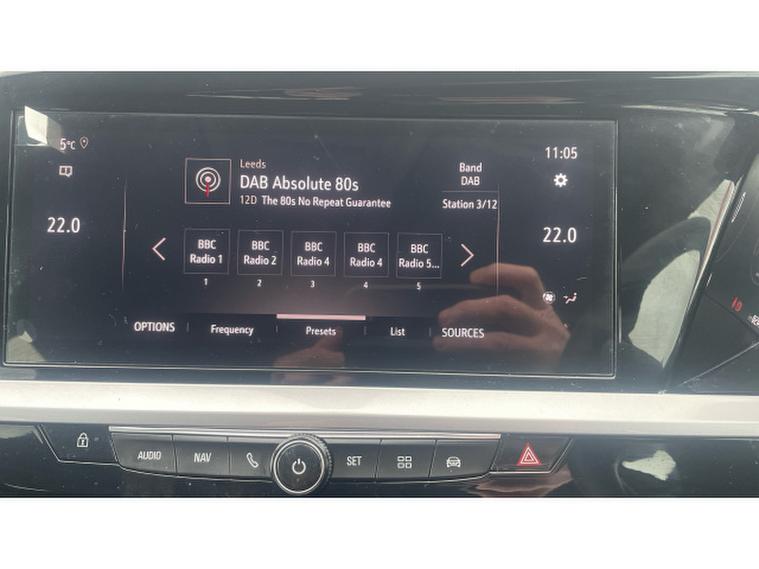 5°C
11:05
Leeds
DAB Absolute 80s
12D The 80s No Repeat Guarantee
Band
DAB
Station 3/12
22.0
22.0
BBC
Radio 1
BBC
Radio 2
BBC
Radio 4
BBC
Radio 4
BBC
Radio 5...
1 2 3 4 5
OPTIONS Frequency Presets List SOURCES
AUDIO NAV SET